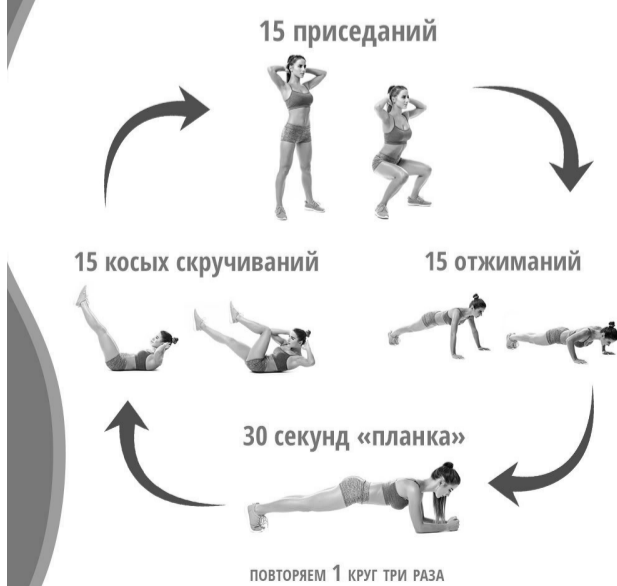 15 приседаний
15 косых скручиваний
15 отжиманий
30 секунд «планка»
ПОВТОРЯЕМ 1 КРУГ ТРИ РАЗА